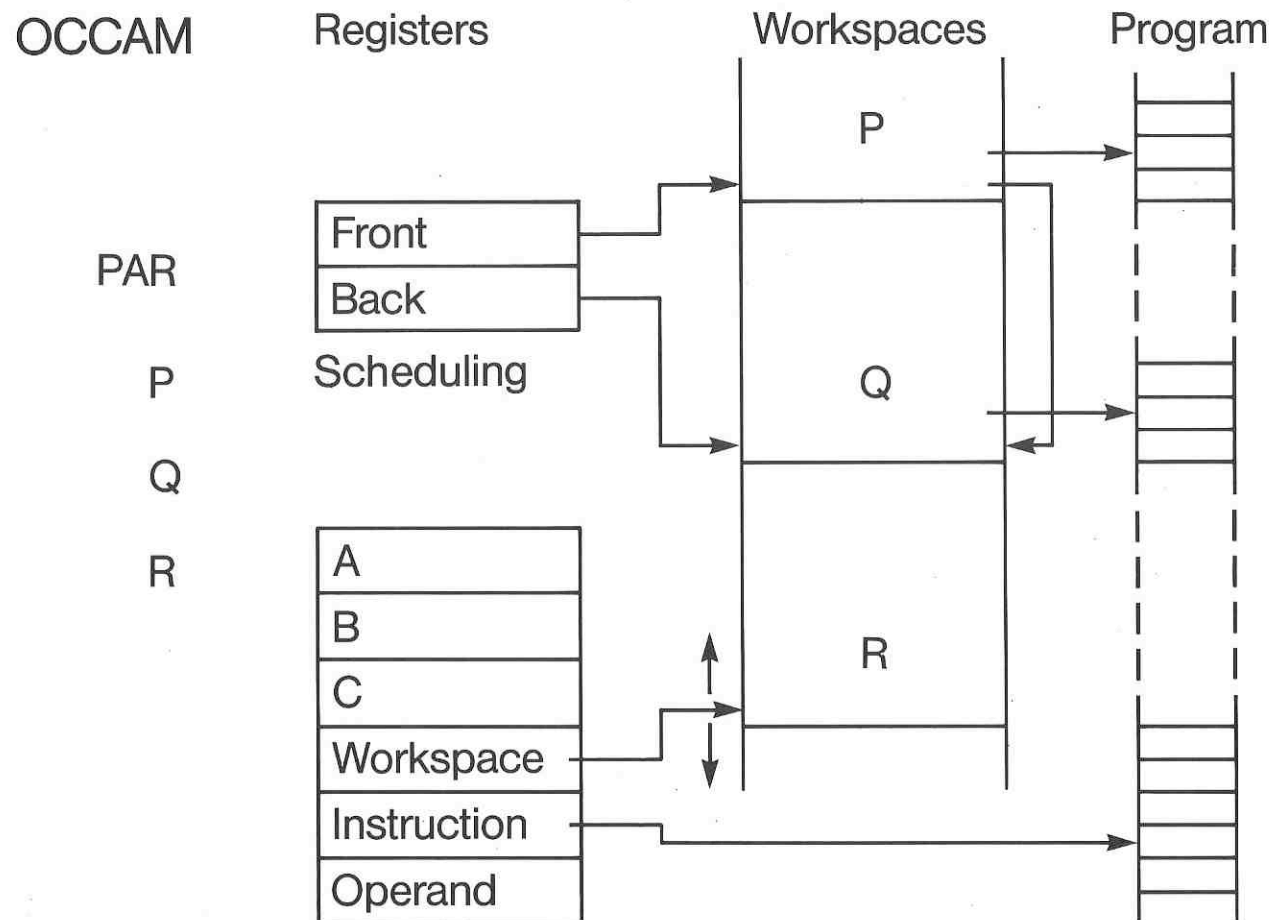 OCCAM
Registers
Workspaces
Program
PAR
P
Q
R
Front
Back
Scheduling
A
B
C
Workspace
Instruction
Operand
P
Q
R